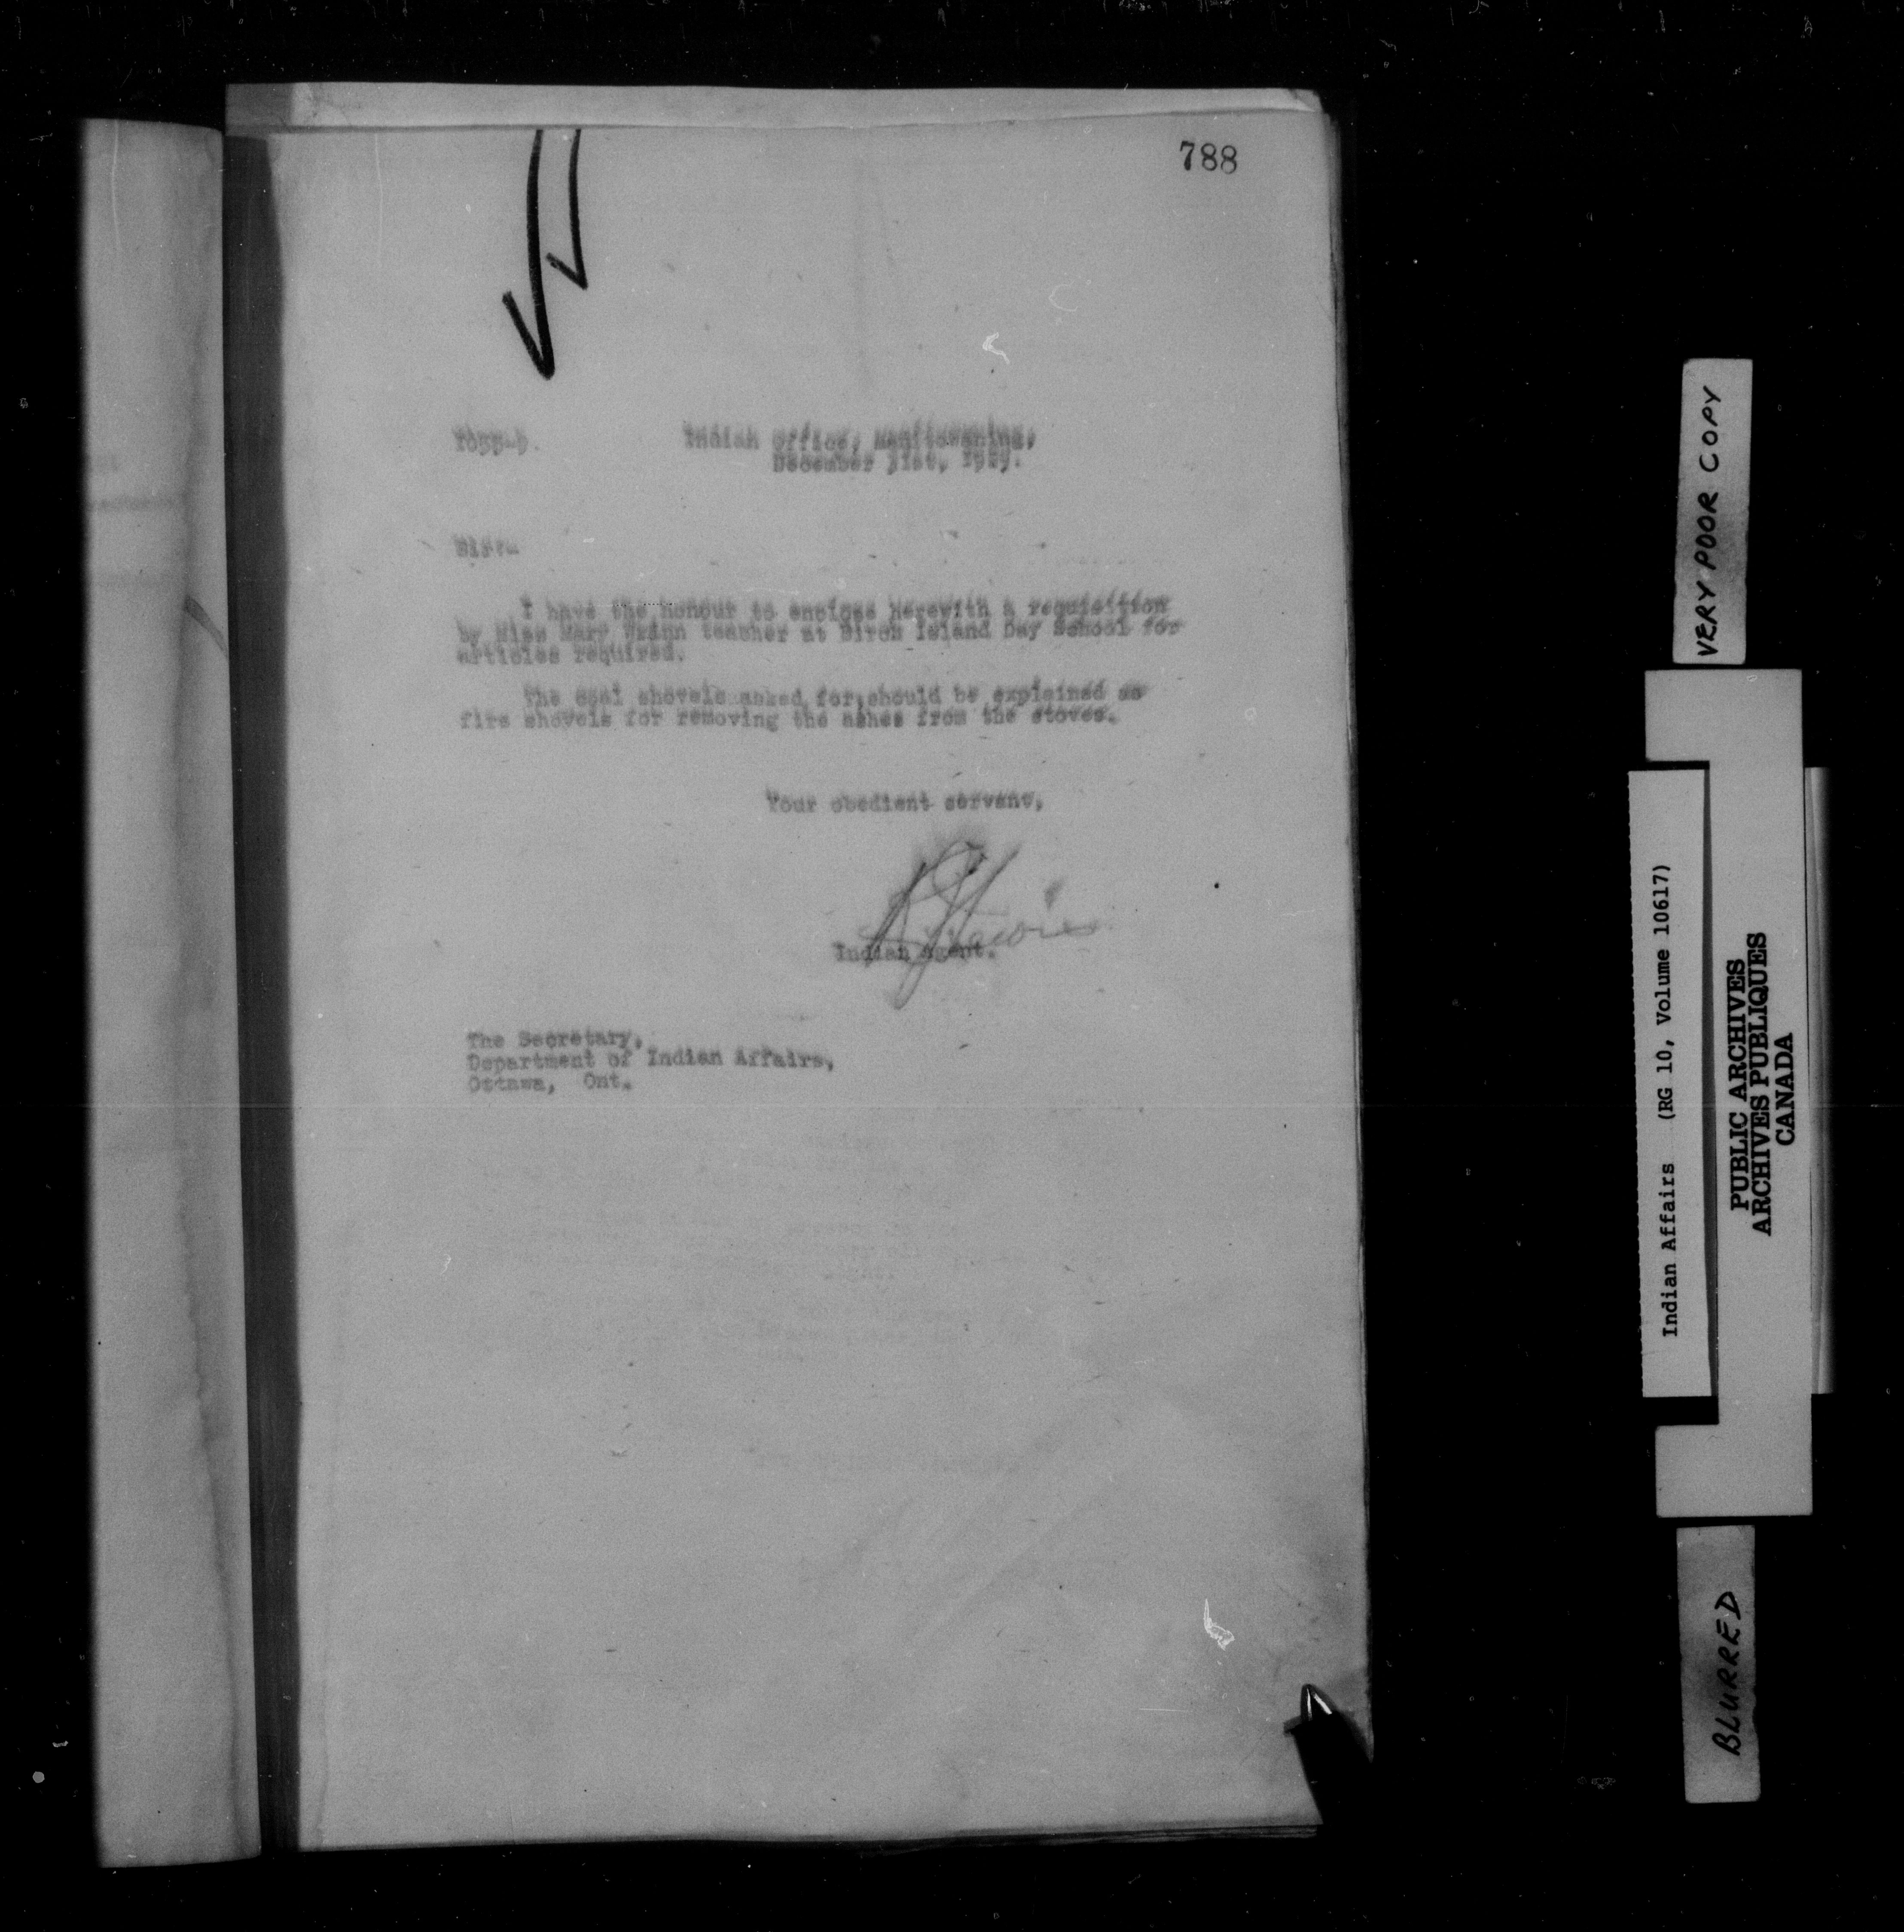 788
Indian Office, Manitowaning,
December 31st,
Sir:-
I have the honour to enclose herewith a requisition
by Miss Mary teacher at Birch Island Day School for
articles required.
The coal shovels asked for, should be explained as
fire shovels for removing the ashes from the stoves.
Your obedient servant,
Indian Agent.
The Secretary,
Department of Indian Affairs,
Ottawa, Ont.
VERY POOR COPY
Indian Affairs (RG 10, Volume 10617)
PUBLIC ARCHIVES
ARCHIVES PUBLIQUES
CANADA
BLURRED